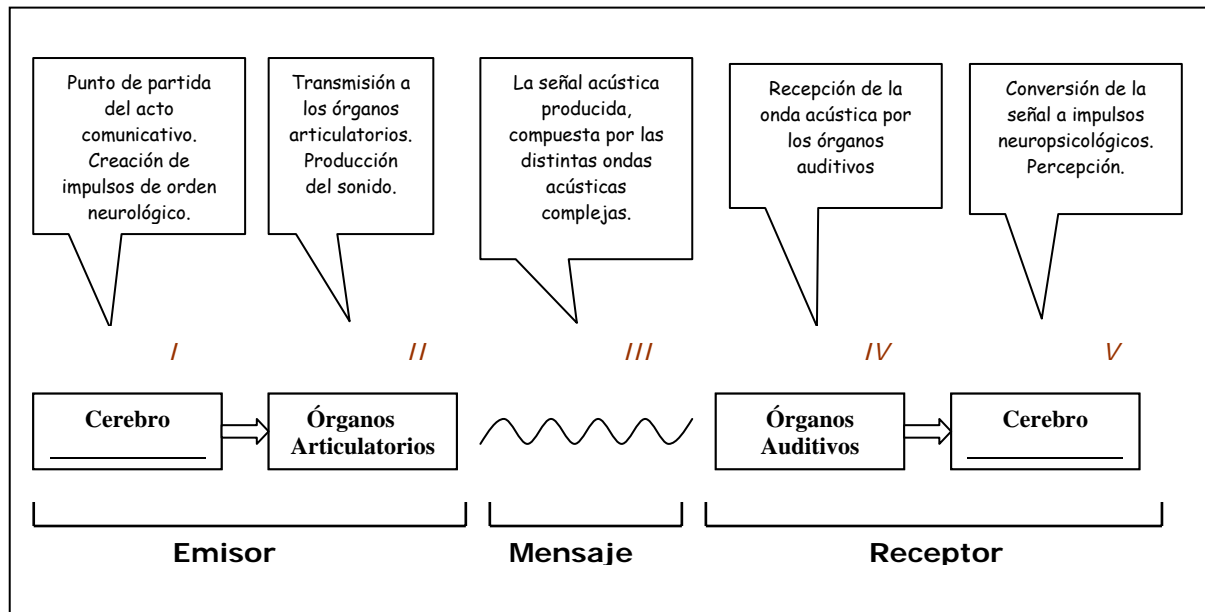 Punto de partida
del acto
comunicativo.
Creación de
impulsos de orden
neurológico.
Transmisión a
los órganos
articulatorios.
Producción
del sonido.
La señal acústica
producida,
compuesta por las
distintas ondas
acústicas
complejas.
Recepción de la
onda acústica por
los órganos
auditivos
Conversión de la
señal a impulsos
neuropsicológicos.
Percepción.
I
II
III
IV
V
Cerebro
Órganos
Articulatorios
Órganos
Auditivos
Cerebro
Emisor
Mensaje
Receptor